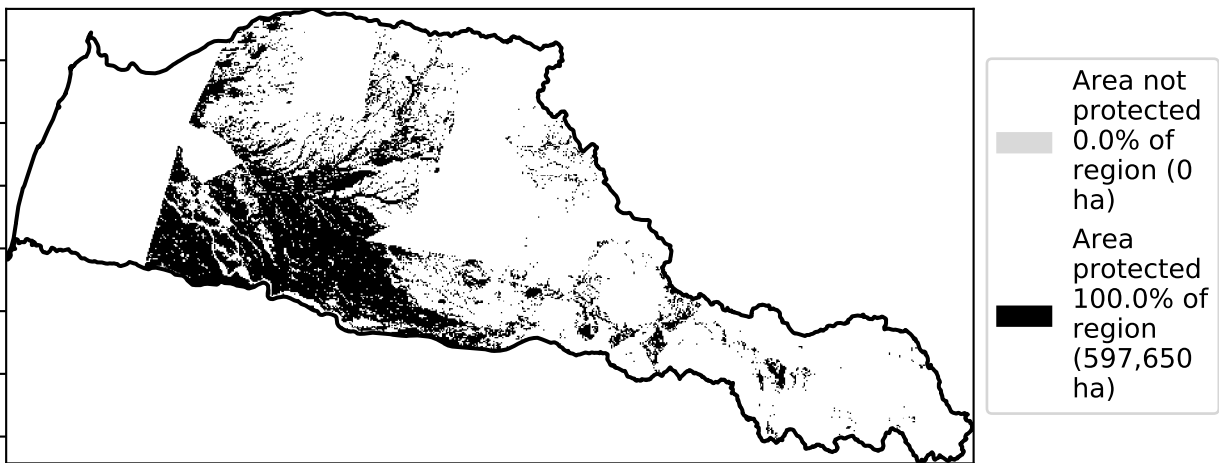 Area not
protected
0.0% of
region (0
ha)
Area
protected
100.0% of
region
(597,650
ha)